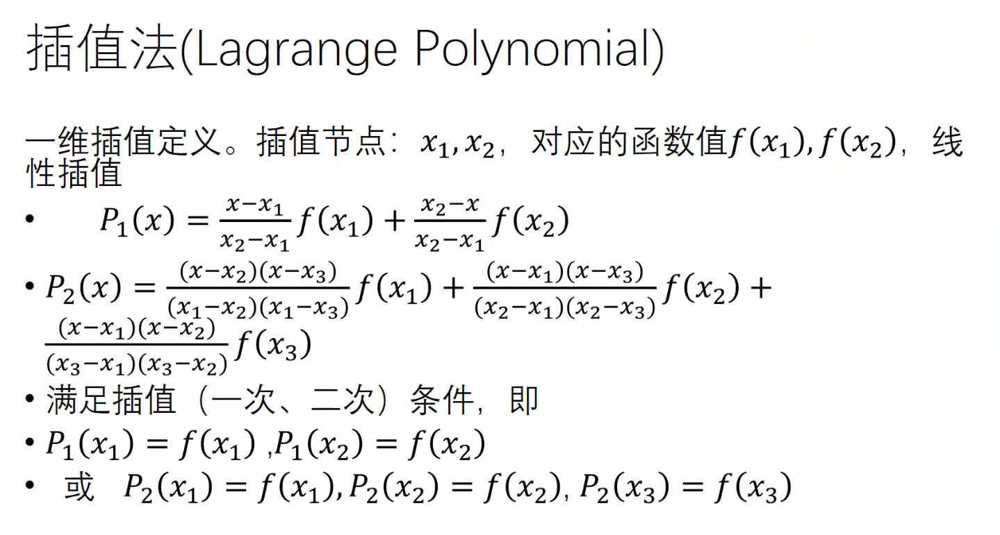 插值法(Lagrange Polynomial)
一维插值定义。插值节点：$x_1, x_2$，对应的函数值$f(x_1), f(x_2)$，线
性插值
• $P_1(x) = \frac{x-x_1}{x_2-x_1} f(x_1) + \frac{x_2-x}{x_2-x_1} f(x_2)$
• $P_2(x) = \frac{(x-x_2)(x-x_3)}{(x_1-x_2)(x_1-x_3)} f(x_1) + \frac{(x-x_1)(x-x_3)}{(x_2-x_1)(x_2-x_3)} f(x_2) +$
$\frac{(x-x_1)(x-x_2)}{(x_3-x_1)(x_3-x_2)} f(x_3)$
• 满足插值（一次、二次）条件，即
• $P_1(x_1) = f(x_1)$ ,$P_1(x_2) = f(x_2)$
• 或 $P_2(x_1) = f(x_1), P_2(x_2) = f(x_2)$, $P_2(x_3) = f(x_3)$